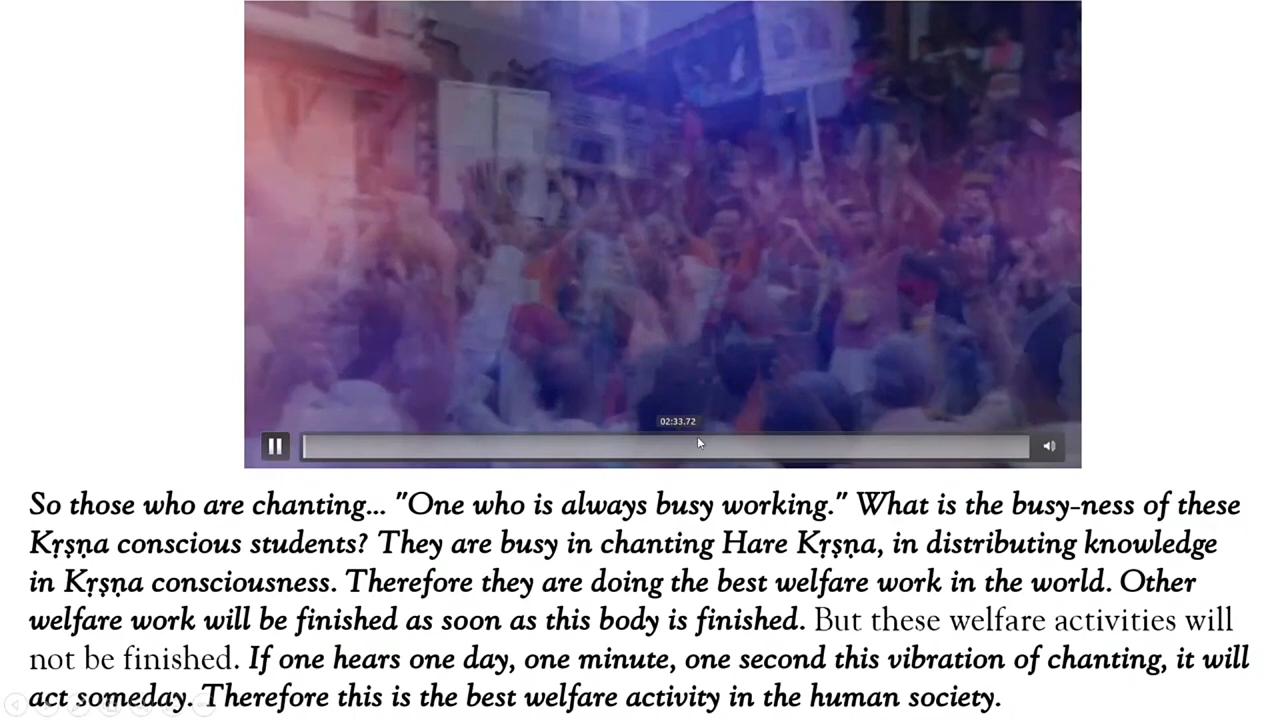 02:33.72
So those who are chanting... "One who is always busy working." What is the busy-ness of these
Kṛṣṇa conscious students? They are busy in chanting Hare Kṛṣṇa, in distributing knowledge
in Kṛṣṇa consciousness. Therefore they are doing the best welfare work in the world. Other
welfare work will be finished as soon as this body is finished. But these welfare activities will
not be finished. If one hears one day, one minute, one second this vibration of chanting, it will
act someday. Therefore this is the best welfare activity in the human society.